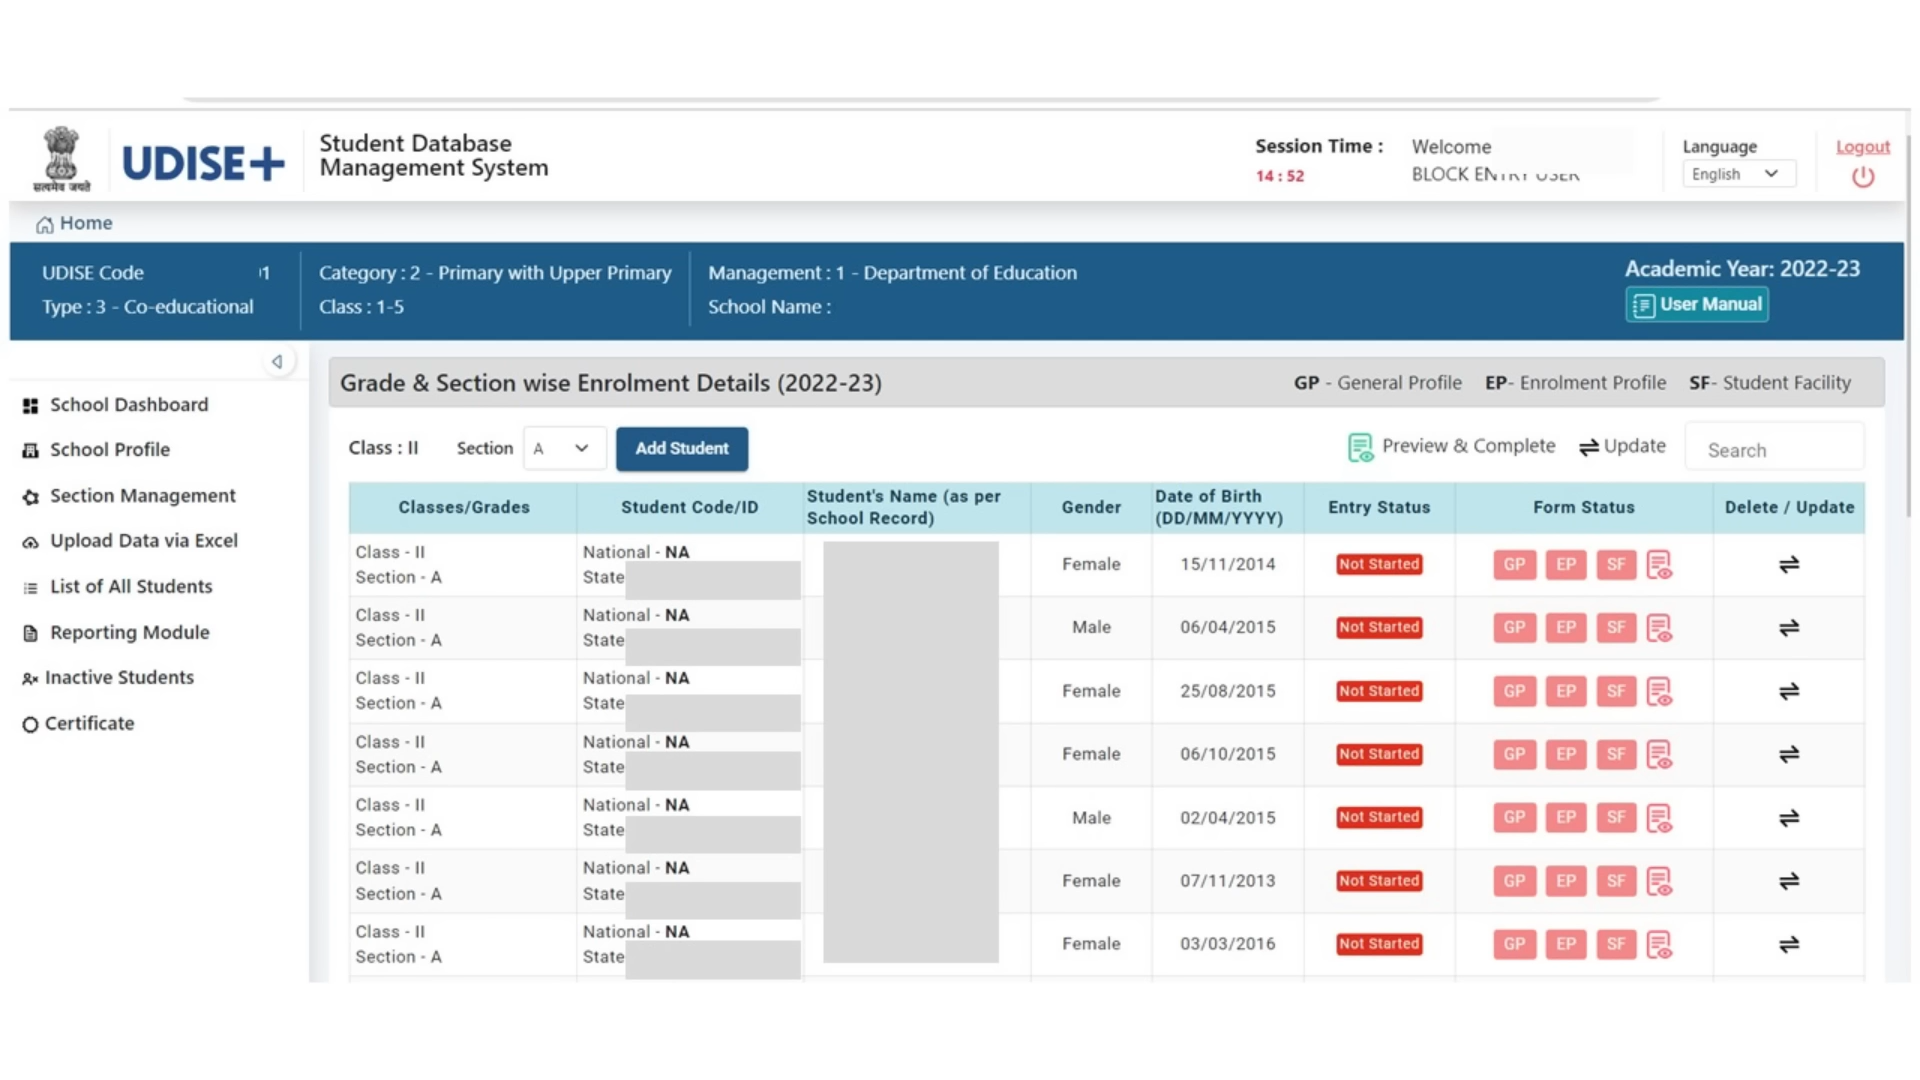 सत्यमेव जयते
UDISE+
Student Database
Management System
Session Time :
14 : 52
Welcome
BLOCK ENTRY USER
Language
English
Logout
Home
UDISE Code 1
Type : 3 - Co-educational
Category : 2 - Primary with Upper Primary
Class : 1-5
Management : 1 - Department of Education
School Name :
Academic Year: 2022-23
User Manual
School Dashboard
School Profile
Section Management
Upload Data via Excel
List of All Students
Reporting Module
Inactive Students
Certificate
Grade & Section wise Enrolment Details (2022-23)
GP - General Profile EP- Enrolment Profile SF- Student Facility
Class : II Section A Add Student
Preview & Complete Update Search
Classes/Grades Student Code/ID Student's Name (as per School Record) Gender Date of Birth (DD/MM/YYYY) Entry Status Form Status Delete / Update
Class - II National - NA
Section - A State
Female 15/11/2014 Not Started GP EP SF
Class - II National - NA
Section - A State
Male 06/04/2015 Not Started GP EP SF
Class - II National - NA
Section - A State
Female 25/08/2015 Not Started GP EP SF
Class - II National - NA
Section - A State
Female 06/10/2015 Not Started GP EP SF
Class - II National - NA
Section - A State
Male 02/04/2015 Not Started GP EP SF
Class - II National - NA
Section - A State
Female 07/11/2013 Not Started GP EP SF
Class - II National - NA
Section - A State
Female 03/03/2016 Not Started GP EP SF